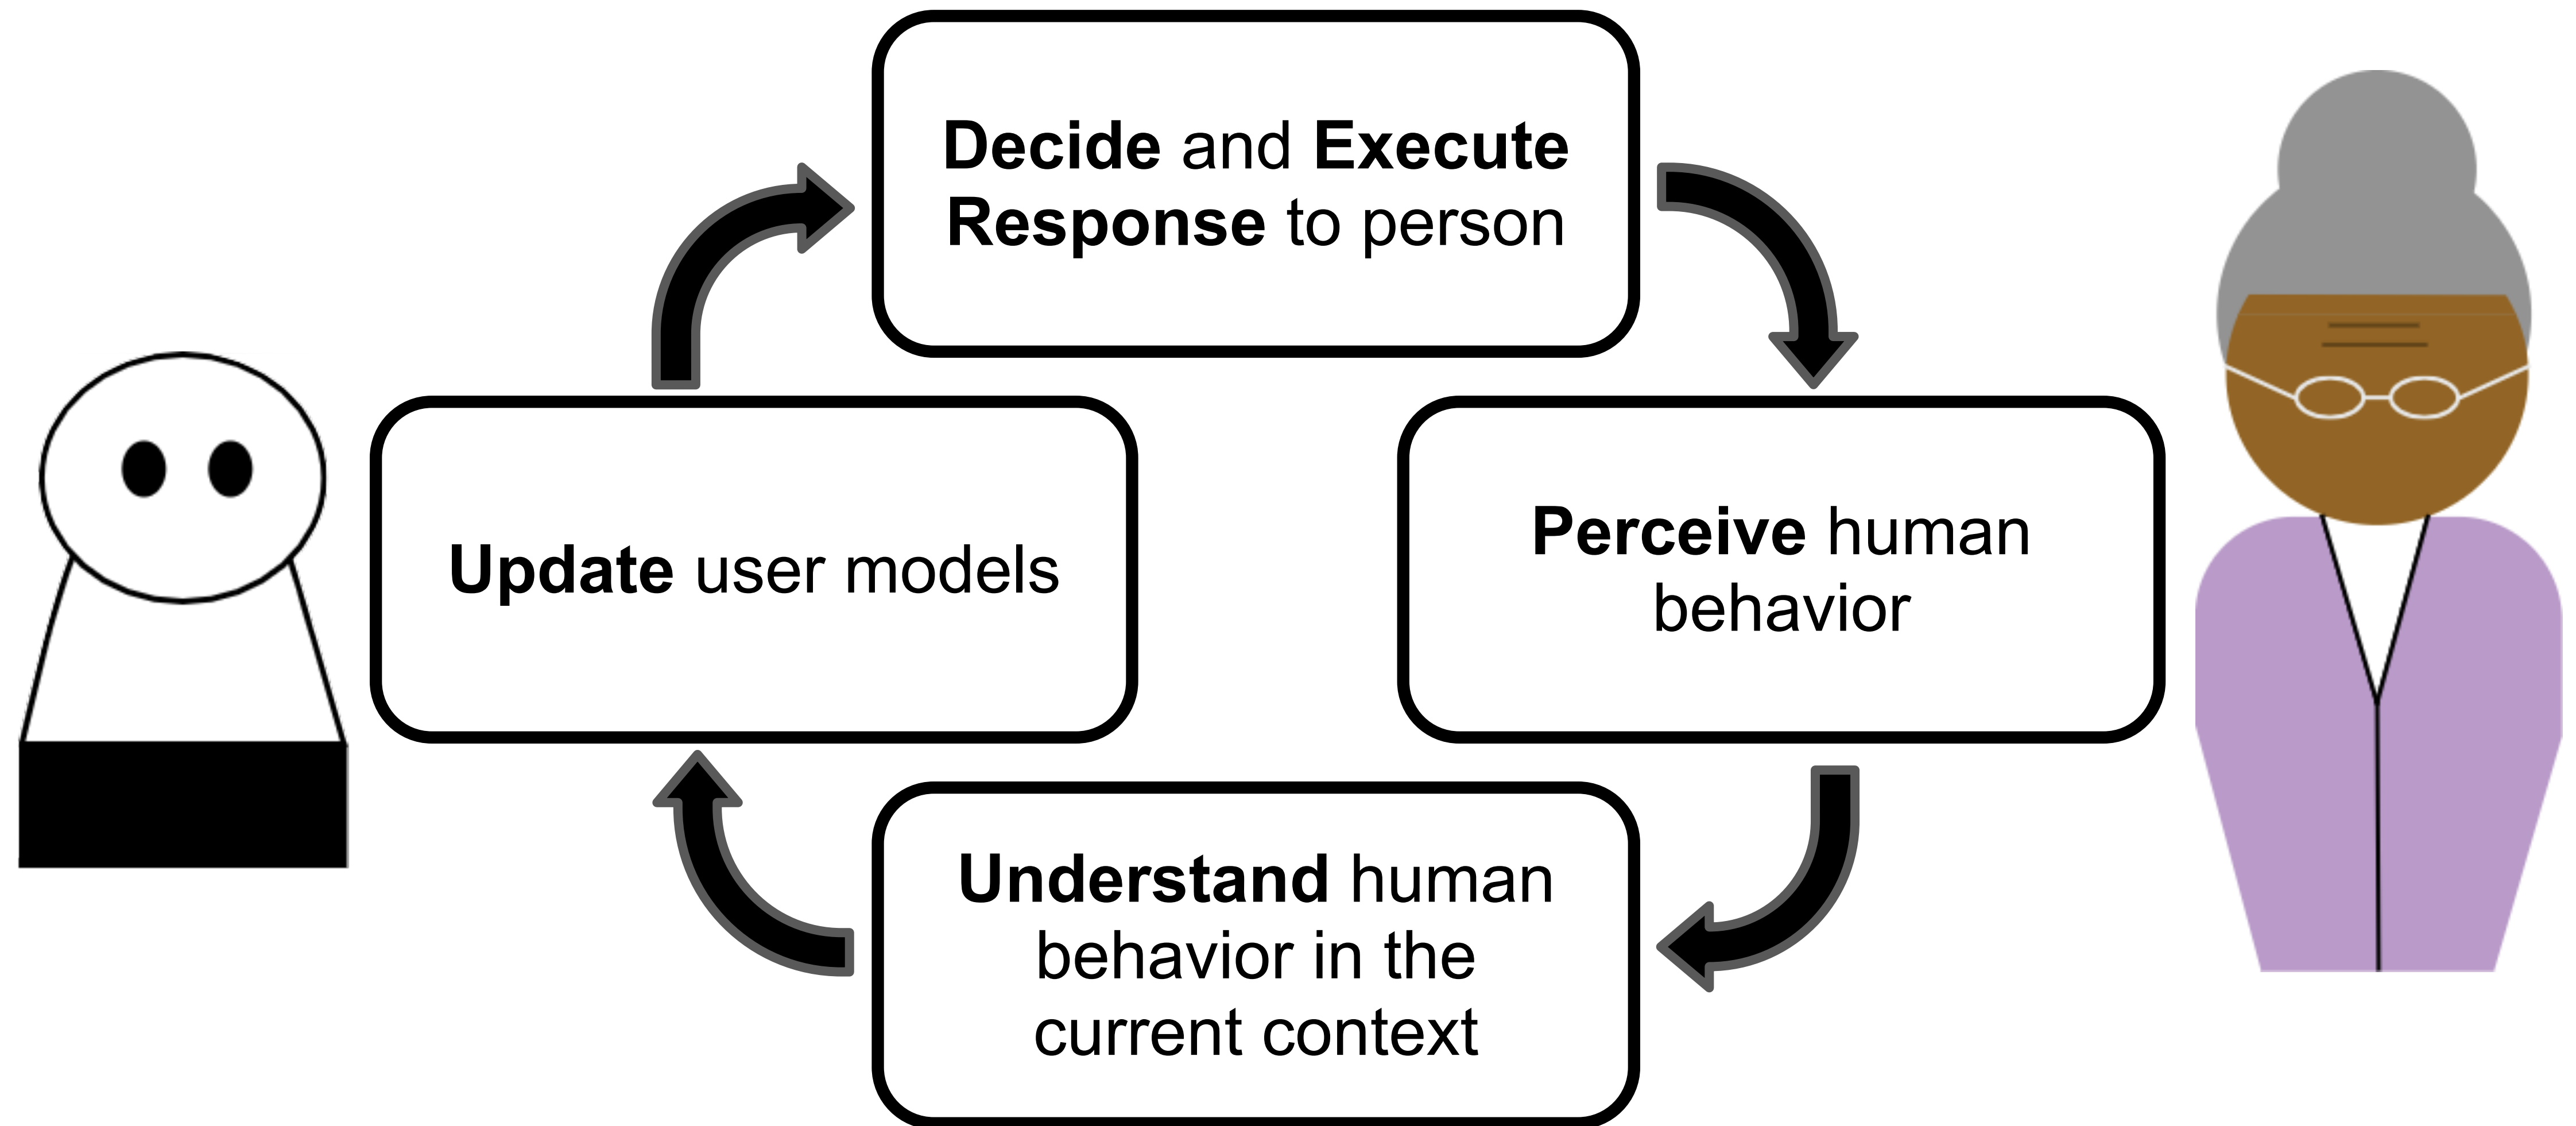 Decide and Execute
Response to person
Update user models
Perceive human
behavior
Understand human
behavior in the
current context